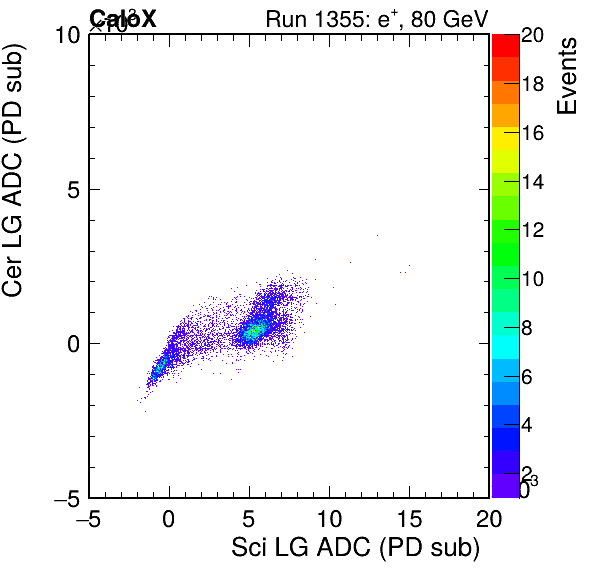 CaloX
Run 1355: e+, 80 GeV
Cer LG ADC (PD sub)
10
5
0
−5
−5 0 5 10 15 20
Sci LG ADC (PD sub)
Events
20
18
16
14
12
10
8
6
4
2
0